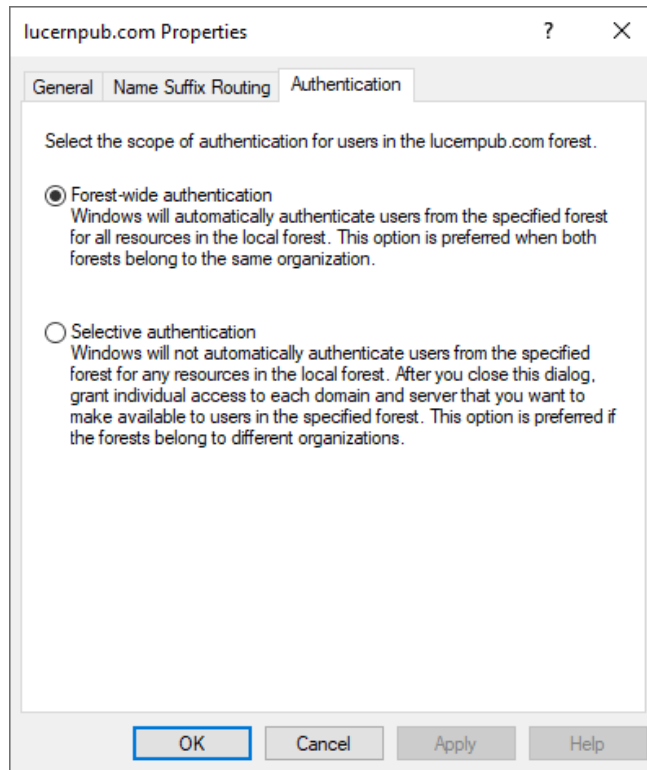 lucernpub.com Properties
? X
General Name Suffix Routing Authentication
Select the scope of authentication for users in the lucernpub.com forest.
Forest-wide authentication
Windows will automatically authenticate users from the specified forest
for all resources in the local forest. This option is preferred when both
forests belong to the same organization.
Selective authentication
Windows will not automatically authenticate users from the specified
forest for any resources in the local forest. After you close this dialog,
grant individual access to each domain and server that you want to
make available to users in the specified forest. This option is preferred if
the forests belong to different organizations.
OK Cancel Apply Help